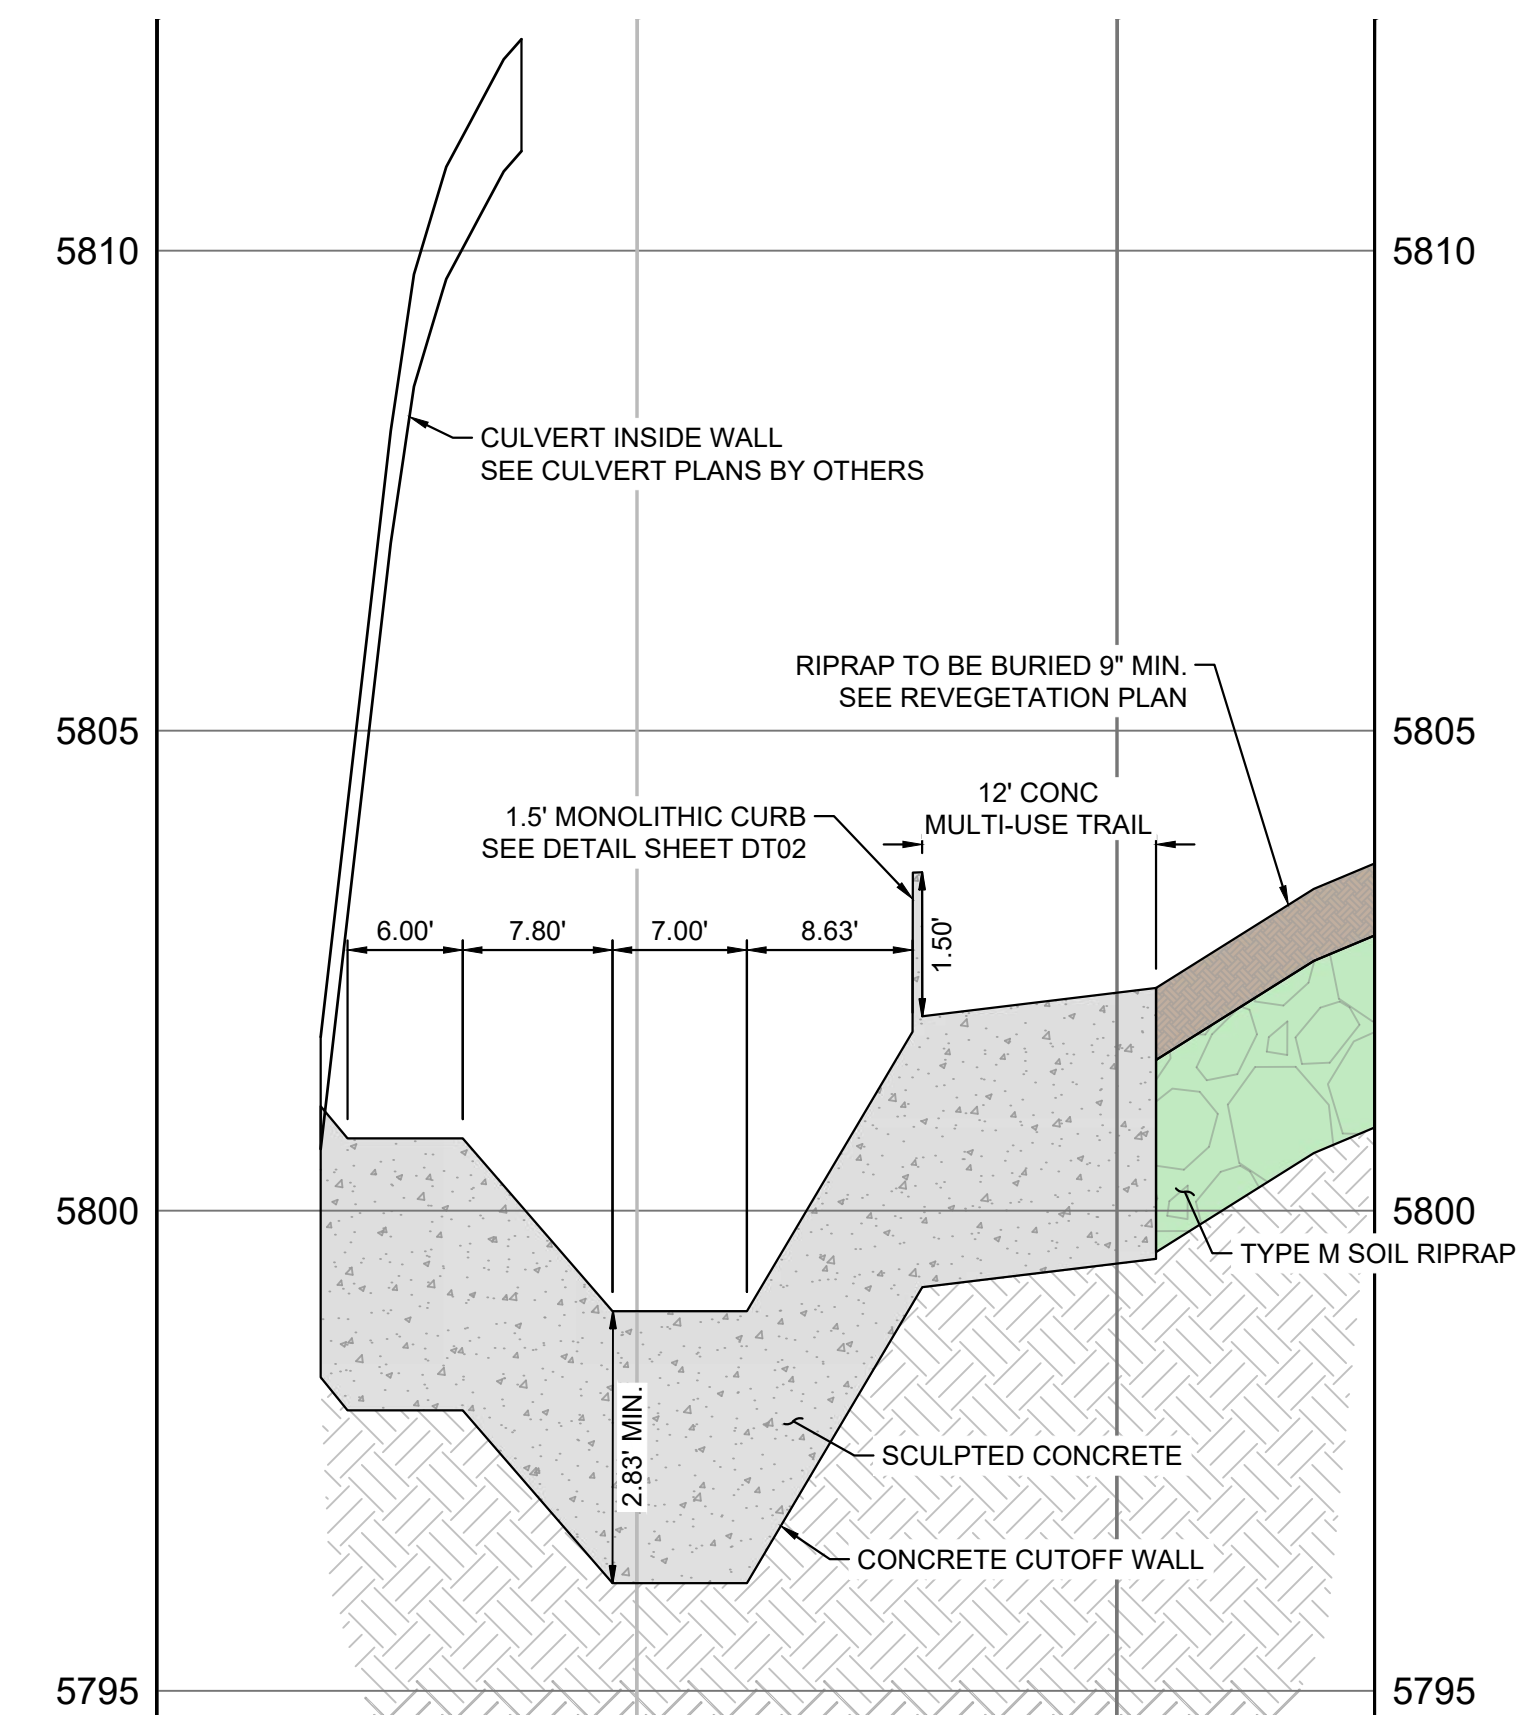 5810
5810
CULVERT INSIDE WALL
SEE CULVERT PLANS BY OTHERS
RIPRAP TO BE BURIED 9" MIN.
SEE REVEGETATION PLAN
5805
5805
12' CONC
MULTI-USE TRAIL
1.5' MONOLITHIC CURB
SEE DETAIL SHEET DT02
6.00'
7.80'
7.00'
8.63'
1.50'
5800
5800
TYPE M SOIL RIPRAP
2.83' MIN.
SCULPTED CONCRETE
CONCRETE CUTOFF WALL
5795
5795